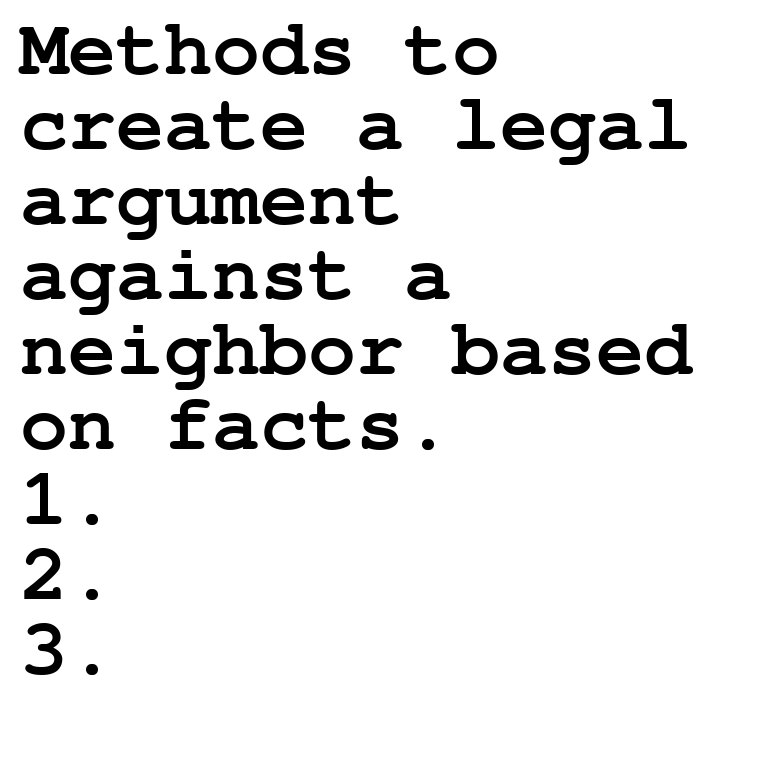 Methods to
create a legal
argument
against a
neighbor based
on facts.
1.
2.
3.